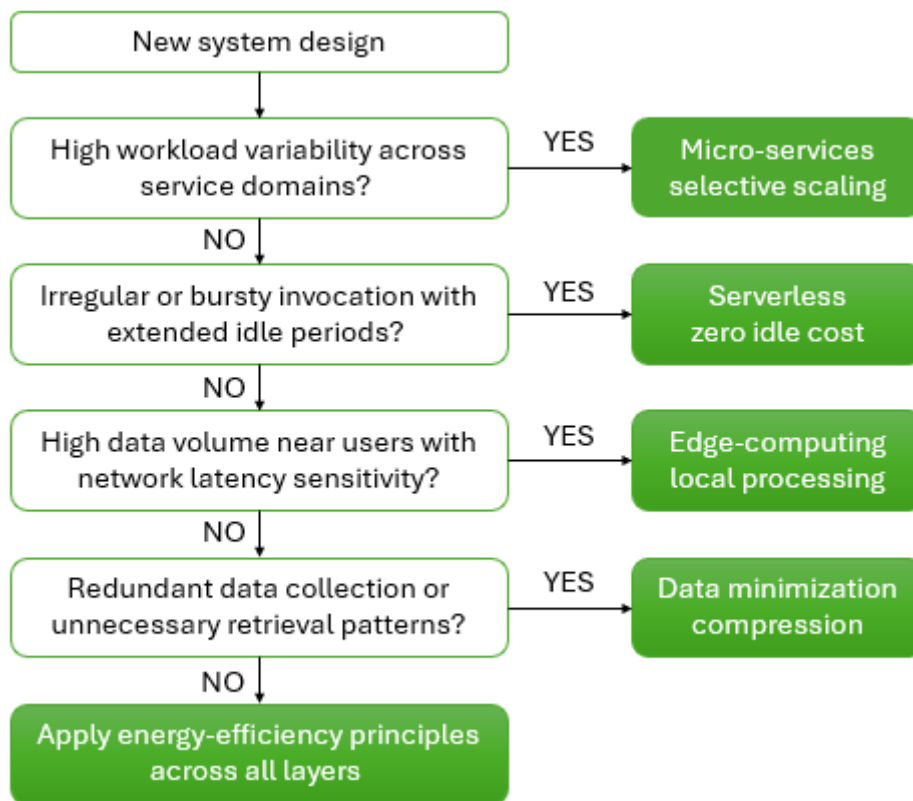 New system design
High workload variability across
service domains?
YES
Micro-services
selective scaling
NO
Irregular or bursty invocation with
extended idle periods?
YES
Serverless
zero idle cost
NO
High data volume near users with
network latency sensitivity?
YES
Edge-computing
local processing
NO
Redundant data collection or
unnecessary retrieval patterns?
YES
Data minimization
compression
NO
Apply energy-efficiency principles
across all layers